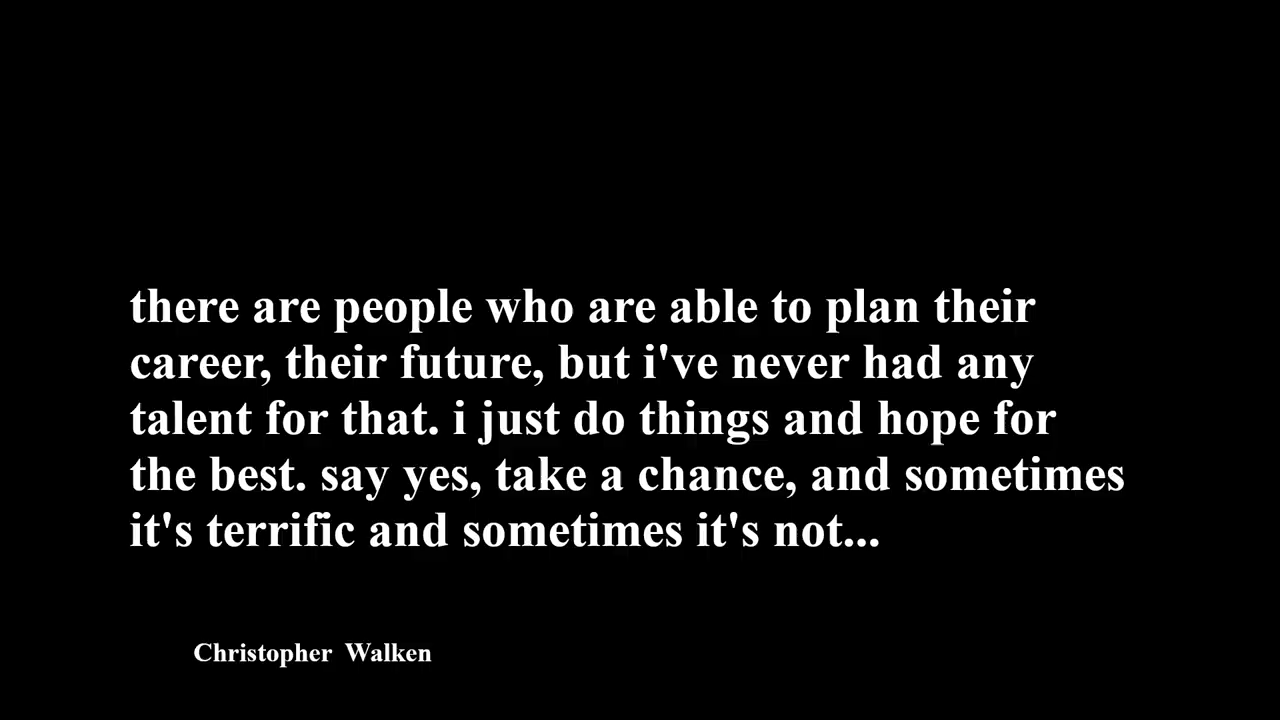 there are people who are able to plan their
career, their future, but i've never had any
talent for that. i just do things and hope for
the best. say yes, take a chance, and sometimes
it's terrific and sometimes it's not...
Christopher Walken